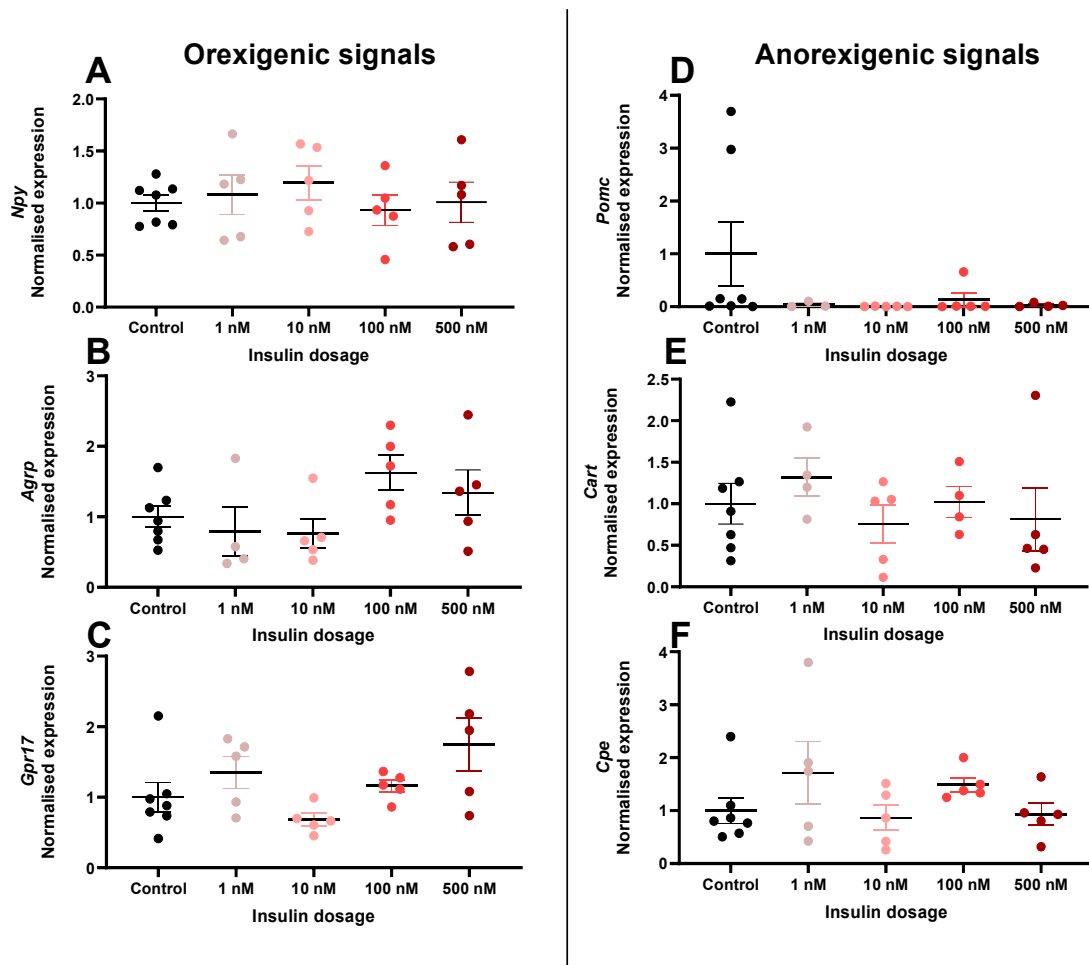 Orexigenic signals
A
Npy
Normalised expression
2.0
1.5
1.0
0.5
0.0
Control 1 nM 10 nM 100 nM 500 nM
Insulin dosage
B
Agrp
Normalised expression
3
2
1
0
Control 1 nM 10 nM 100 nM 500 nM
Insulin dosage
C
Gpr17
Normalised expression
3
2
1
0
Control 1 nM 10 nM 100 nM 500 nM
Insulin dosage
Anorexigenic signals
D
Pomc
Normalised expression
4
3
2
1
0
Control 1 nM 10 nM 100 nM 500 nM
Insulin dosage
E
Cart
Normalised expression
2.5
2.0
1.5
1.0
0.5
0.0
Control 1 nM 10 nM 100 nM 500 nM
Insulin dosage
F
Cpe
Normalised expression
4
3
2
1
0
Control 1 nM 10 nM 100 nM 500 nM
Insulin dosage